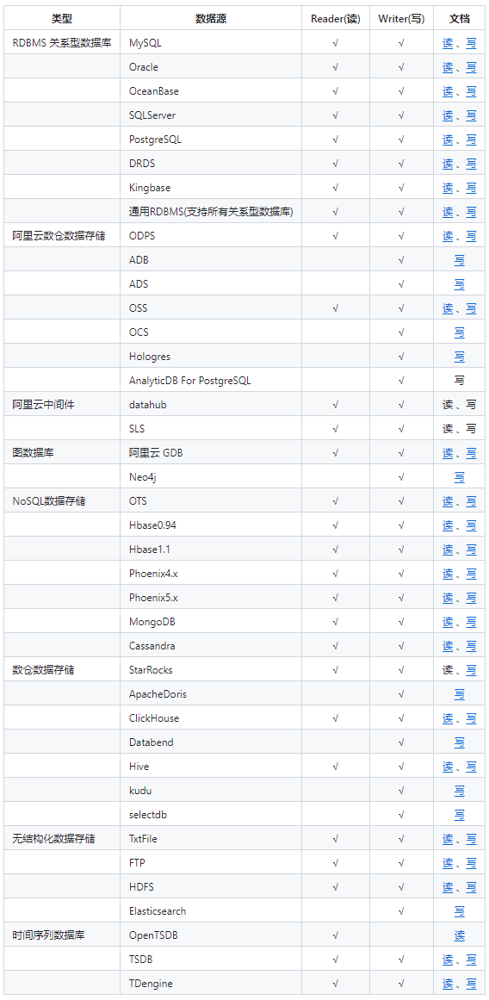 类型 数据源 Reader(读) Writer(写) 文档
RDBMS 关系型数据库 MySQL √ √ 读 、写
Oracle √ √ 读 、写
OceanBase √ √ 读 、写
SQLServer √ √ 读 、写
PostgreSQL √ √ 读 、写
DRDS √ √ 读 、写
Kingbase √ √ 读 、写
通用RDBMS(支持所有关系型数据库) √ √ 读 、写
阿里云数仓数据存储 ODPS √ √ 读 、写
ADB √ 写
ADS √ 写
OSS √ √ 读 、写
OCS √ 写
Hologres √ 写
AnalyticDB For PostgreSQL √ 写
阿里云中间件 datahub √ √ 读 、写
SLS √ √ 读 、写
图数据库 阿里云 GDB √ √ 读 、写
Neo4j √ 写
NoSQL数据存储 OTS √ √ 读 、写
Hbase0.94 √ √ 读 、写
Hbase1.1 √ √ 读 、写
Phoenix4.x √ √ 读 、写
Phoenix5.x √ √ 读 、写
MongoDB √ √ 读 、写
Cassandra √ √ 读 、写
数仓数据存储 StarRocks √ √ 读 、写
ApacheDoris √ 写
ClickHouse √ √ 读 、写
Databend √ 写
Hive √ √ 读 、写
kudu √ 写
selectdb √ 写
无结构化数据存储 TxtFile √ √ 读 、写
FTP √ √ 读 、写
HDFS √ √ 读 、写
Elasticsearch √ 写
时间序列数据库 OpenTSDB √ 读
TSDB √ √ 读 、写
TDengine √ √ 读 、写